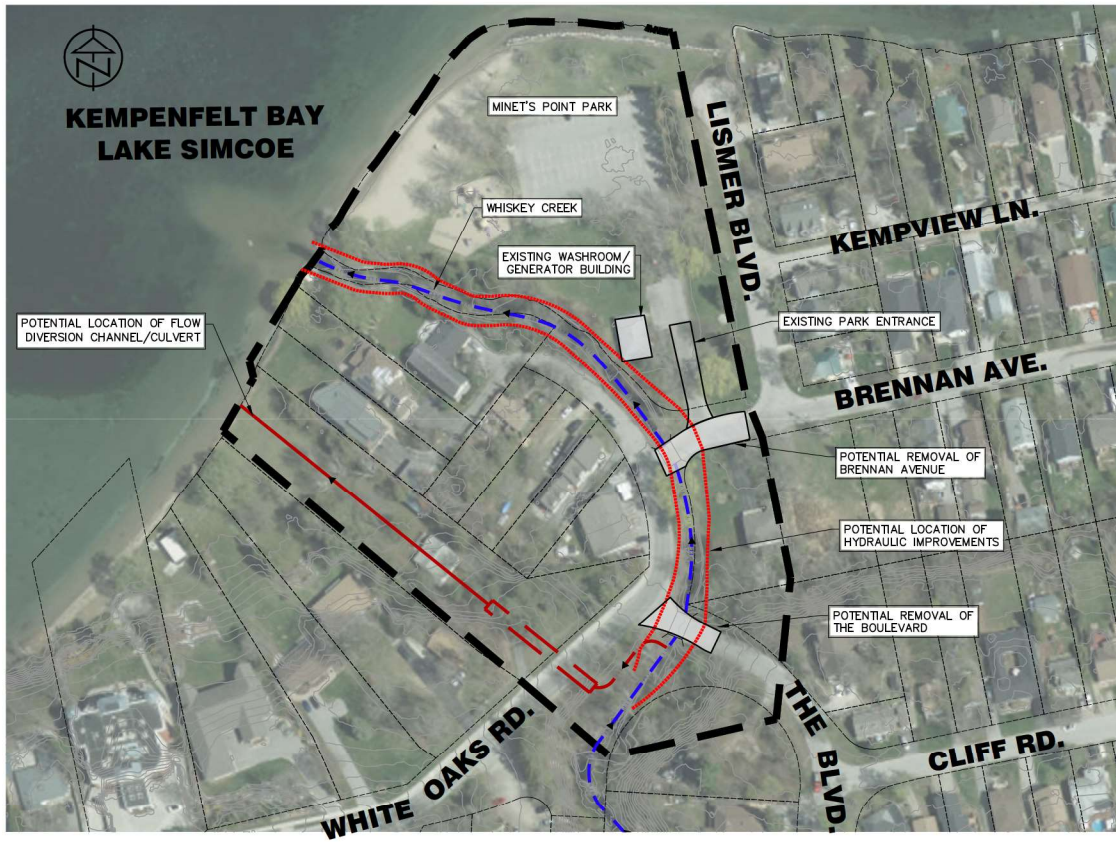 N
KEMPENFELT BAY
LAKE SIMCOE
MINET'S POINT PARK
LISMER BLVD.
WHISKEY CREEK
KEMPVIEW LN.
EXISTING WASHROOM/
GENERATOR BUILDING
POTENTIAL LOCATION OF FLOW
DIVERSION CHANNEL/CULVERT
EXISTING PARK ENTRANCE
BRENNAN AVE.
POTENTIAL REMOVAL OF
BRENNAN AVENUE
POTENTIAL LOCATION OF
HYDRAULIC IMPROVEMENTS
POTENTIAL REMOVAL OF
THE BOULEVARD
THE BLVD.
CLIFF RD.
WHITE OAKS RD.